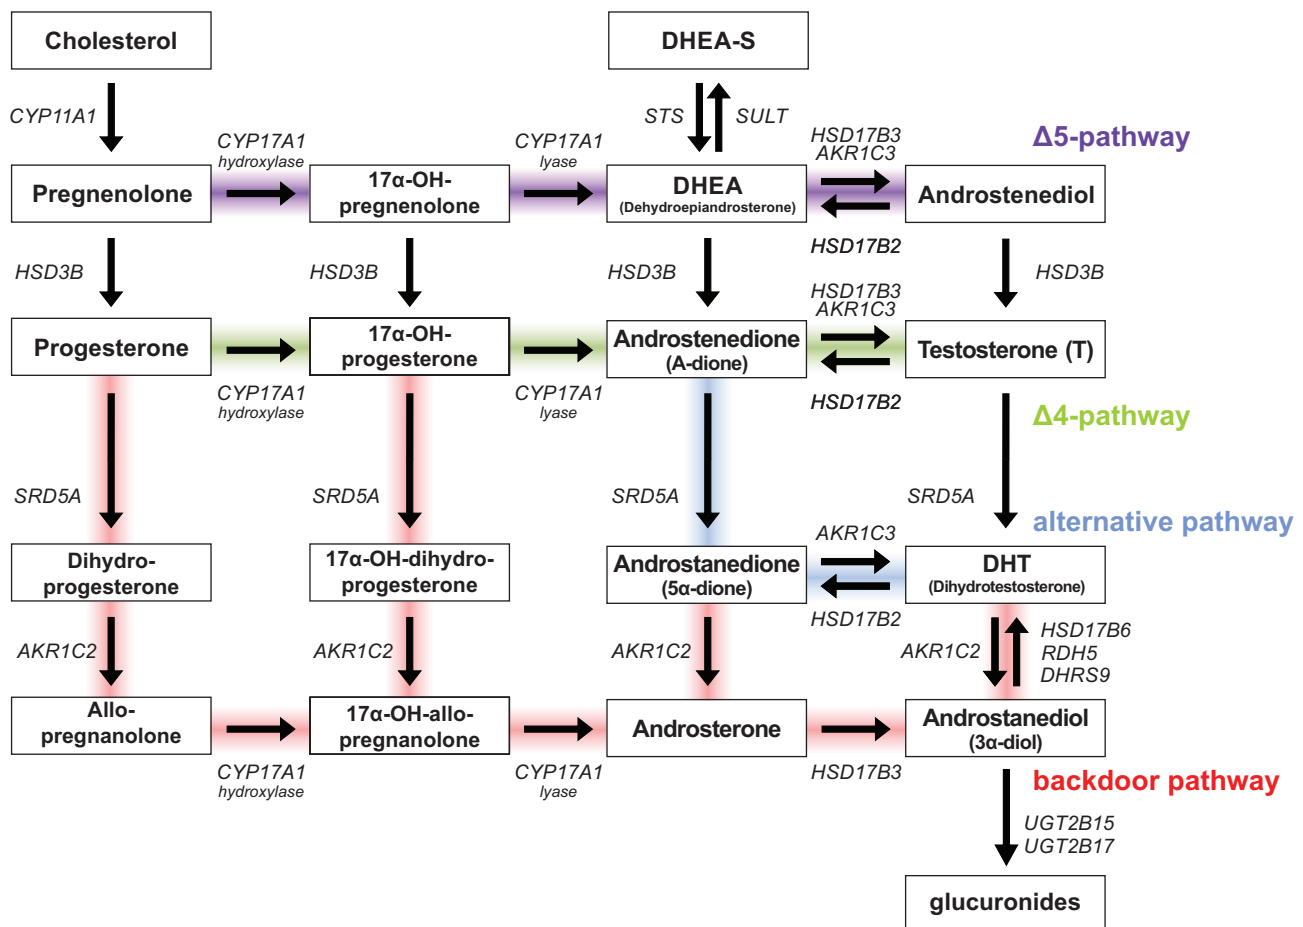 Cholesterol
DHEA-S
CYP11A1
STS
SULT
CYP17A1
hydroxylase
CYP17A1
lyase
HSD17B3
AKR1C3
Δ5-pathway
Pregnenolone
17α-OH-
pregnenolone
DHEA
(Dehydroepiandrosterone)
Androstenediol
HSD17B2
HSD3B
HSD3B
HSD3B
HSD3B
HSD17B3
AKR1C3
Progesterone
17α-OH-
progesterone
Androstenedione
(A-dione)
Testosterone (T)
CYP17A1
hydroxylase
CYP17A1
lyase
HSD17B2
Δ4-pathway
SRD5A
SRD5A
SRD5A
SRD5A
alternative pathway
AKR1C3
Dihydro-
progesterone
17α-OH-dihydro-
progesterone
Androstanedione
(5α-dione)
DHT
(Dihydrotestosterone)
HSD17B2
AKR1C2
AKR1C2
AKR1C2
AKR1C2
HSD17B6
RDH5
DHRS9
Allo-
pregnanolone
17α-OH-allo-
pregnanolone
Androsterone
Androstanediol
(3α-diol)
CYP17A1
hydroxylase
CYP17A1
lyase
HSD17B3
backdoor pathway
UGT2B15
UGT2B17
glucuronides